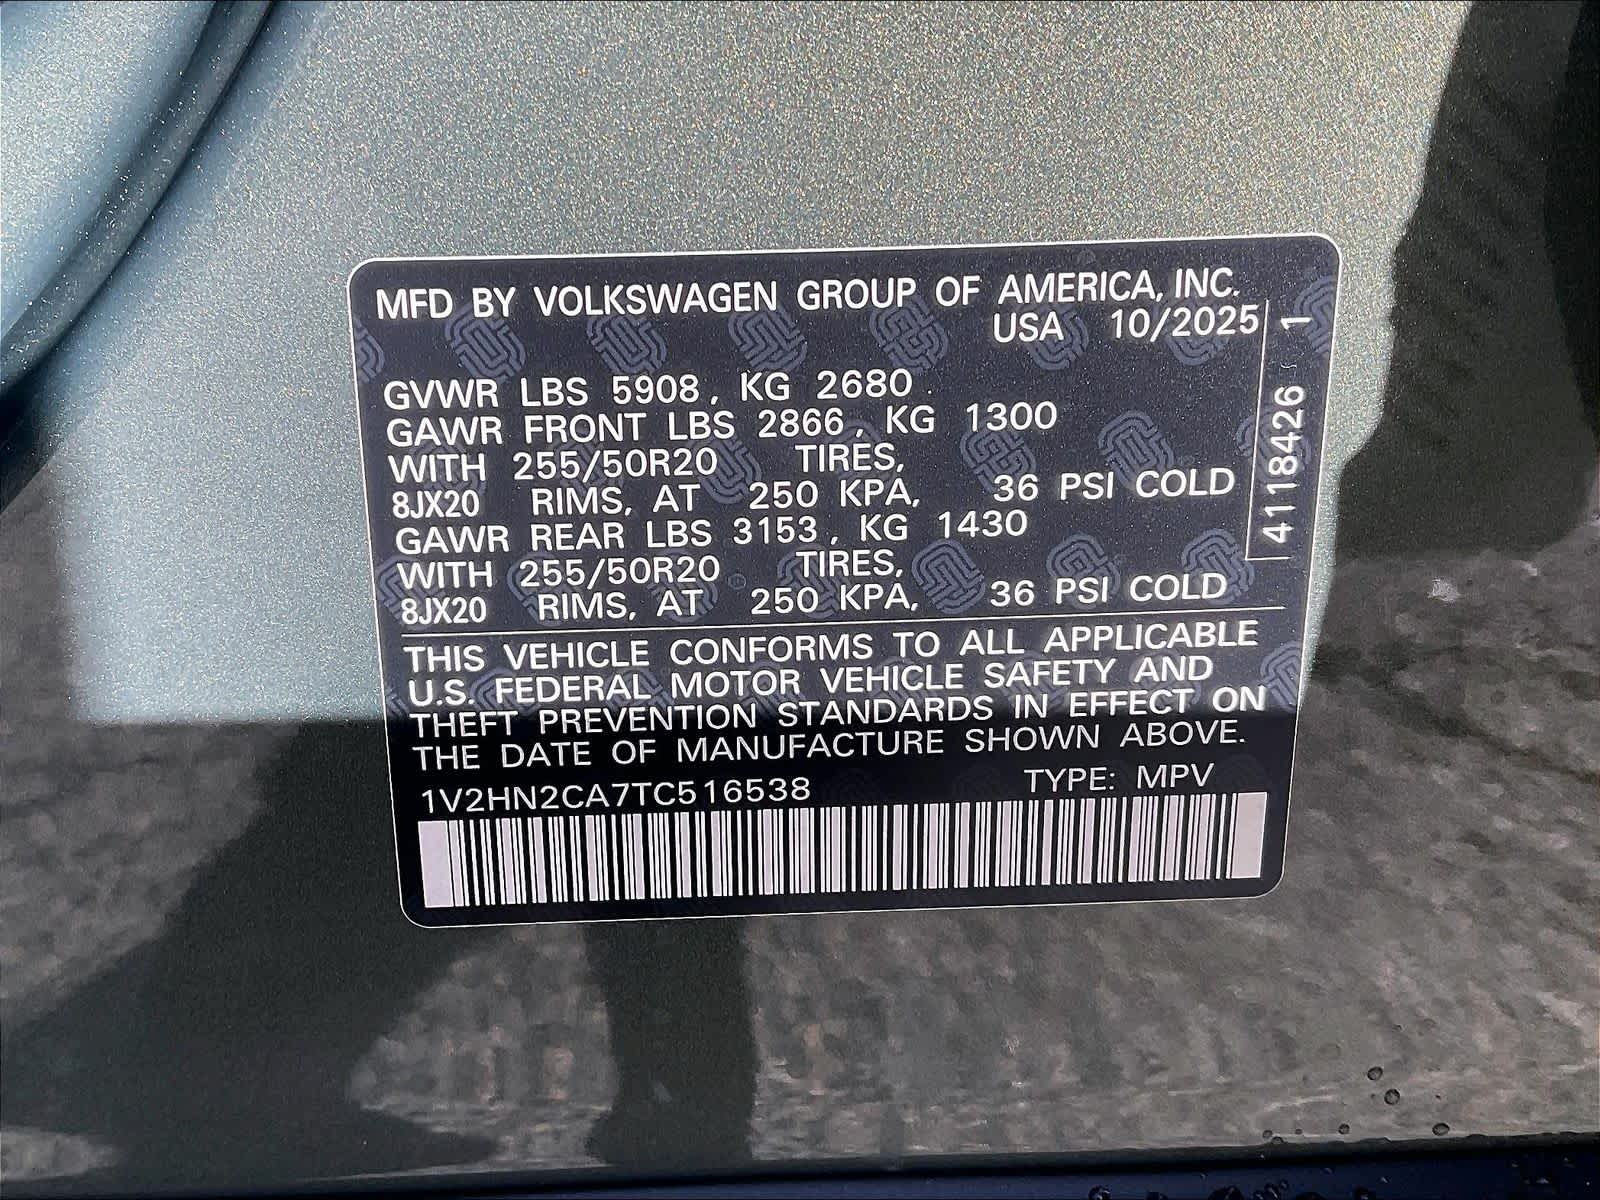 MFD BY VOLKSWAGEN GROUP OF AMERICA, INC.
USA 10/2025
GVWR LBS 5908, KG 2680
GAWR FRONT LBS 2866, KG 1300
WITH 255/50R20 TIRES,
8JX20 RIMS, AT 250 KPA, 36 PSI COLD
GAWR REAR LBS 3153, KG 1430
WITH 255/50R20 TIRES,
8JX20 RIMS, AT 250 KPA, 36 PSI COLD
THIS VEHICLE CONFORMS TO ALL APPLICABLE
U.S. FEDERAL MOTOR VEHICLE SAFETY AND
THEFT PREVENTION STANDARDS IN EFFECT ON
THE DATE OF MANUFACTURE SHOWN ABOVE.
1V2HN2CA7TC516538 TYPE: MPV
4118426 1